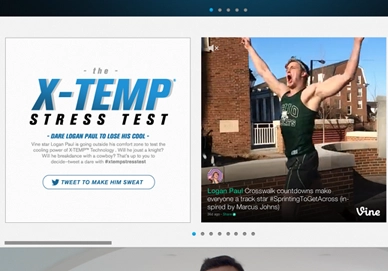 - the -
X-TEMP®
STRESS TEST
- DARE LOGAN PAUL TO LOSE HIS COOL -
Vine star Logan Paul is going outside his comfort zone to test the
cooling power of X-TEMP™ Technology. Will he joust a knight?
Will he breakdance with a cowboy? That's up to you to
decide–tweet a dare with #xtempstresstest
TWEET TO MAKE HIM SWEAT
Logan Paul Crosswalk countdowns make
everyone a track star #SprintingToGetAcross (in-
spired by Marcus Johns)
Vine